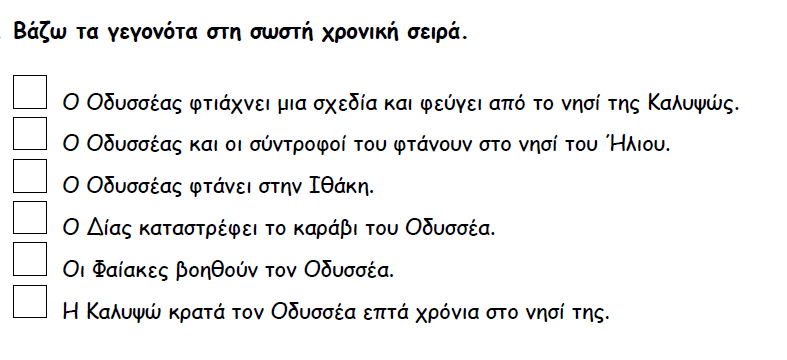 . Βάζω τα γεγονότα στη σωστή χρονική σειρά.
Ο Οδυσσέας φτιάχνει μια σχεδία και φεύγει από το νησί της Καλυψώς.
Ο Οδυσσέας και οι σύντροφοί του φτάνουν στο νησί του Ήλιου.
Ο Οδυσσέας φτάνει στην Ιθάκη.
Ο Δίας καταστρέφει το καράβι του Οδυσσέα.
Οι Φαίακες βοηθούν τον Οδυσσέα.
Η Καλυψώ κρατά τον Οδυσσέα επτά χρόνια στο νησί της.